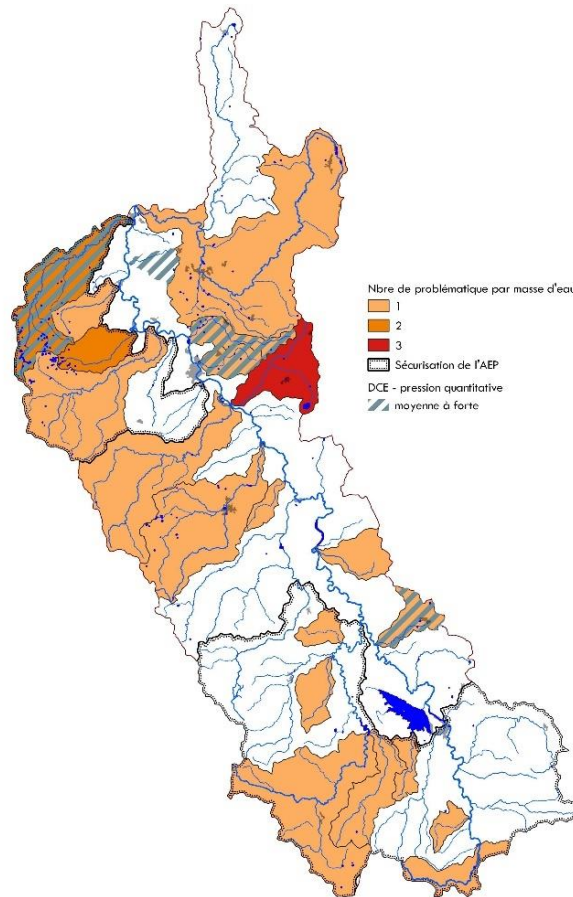 Nbre de problématique par masse d'eau
1
2
3
Sécurisation de l'AEP
DCE - pression quantitative
moyenne à forte